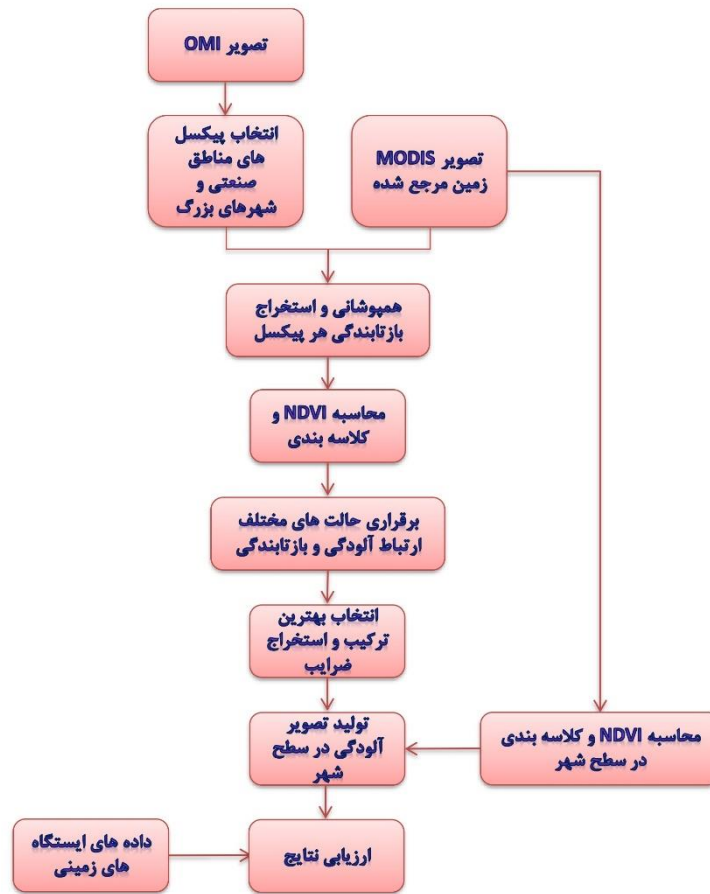 تصویر OMI
انتخاب پیکسل
های مناطق
صنعتی و
شهرهای بزرگ
تصویر MODIS
زمین مرجع شده
همپوشانی و استخراج
بازتابندگی هر پیکسل
محاسبه NDVI و
کلاسه بندی
برقراری حالت های مختلف
ارتباط آلودگی و بازتابندگی
انتخاب بهترین
ترکیب و استخراج
ضرایب
تولید تصویر
آلودگی در سطح
شهر
محاسبه NDVI و کلاسه بندی
در سطح شهر
ارزیابی نتایج
داده های ایستگاه
های زمینی